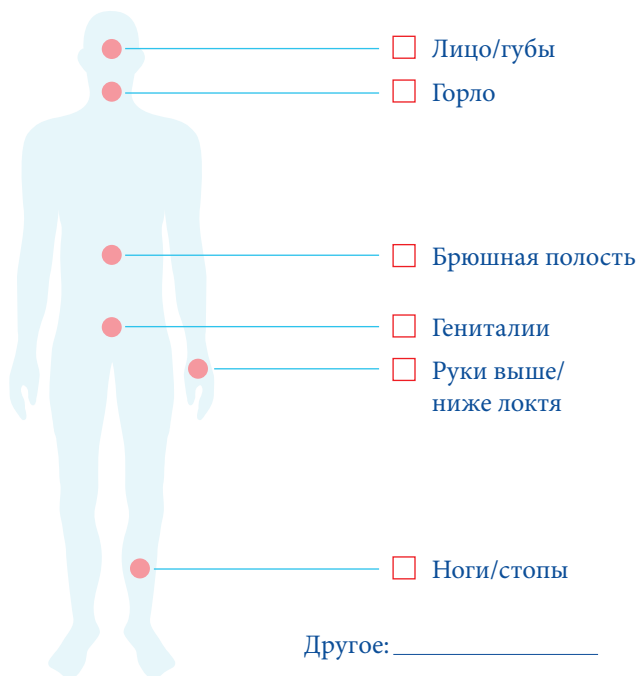 Лицо/губы
Горло
Брюшная полость
Гениталии
Руки выше/
ниже локтя
Ноги/стопы
Другое: